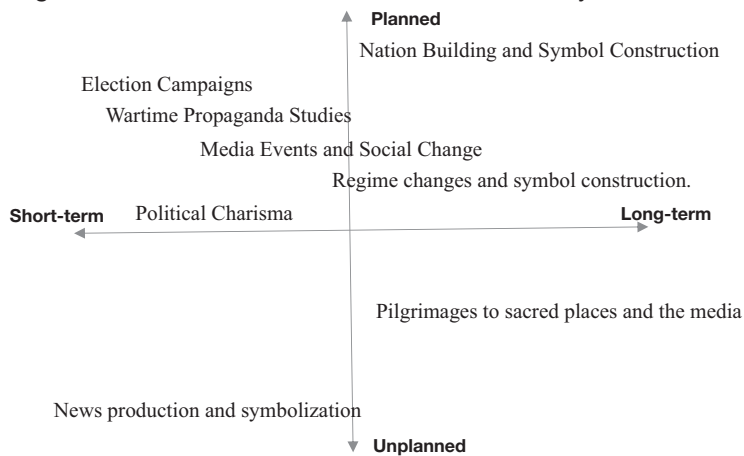 Planned
Nation Building and Symbol Construction
Election Campaigns
Wartime Propaganda Studies
Media Events and Social Change
Regime changes and symbol construction.
Short-term
Political Charisma
Long-term
Pilgrimages to sacred places and the media
News production and symbolization
Unplanned